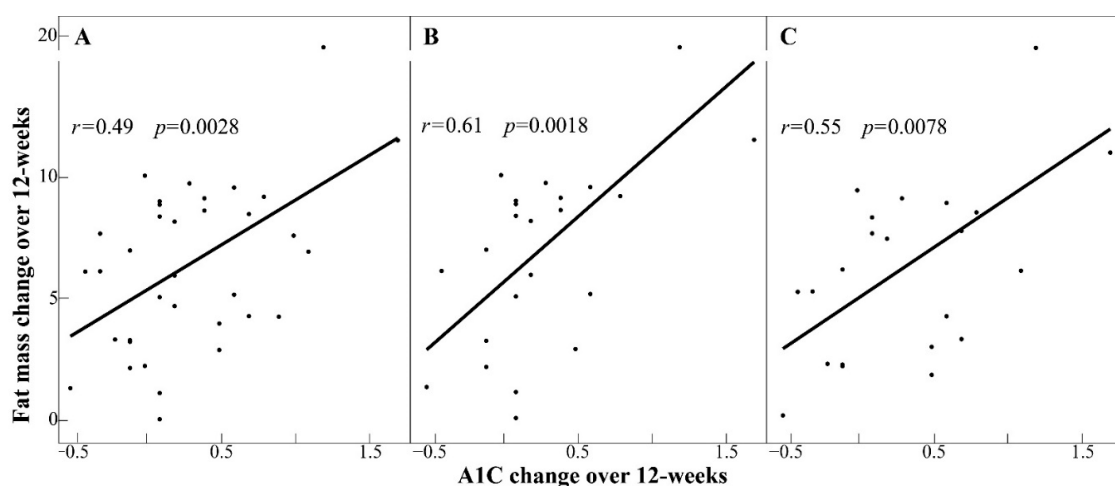 20
A
B
C
r=0.49 p=0.0028
r=0.61 p=0.0018
r=0.55 p=0.0078
10
5
0
Fat mass change over 12-weeks
−0.5 0.5 1.5
−0.5 0.5 1.5
−0.5 0.5 1.5
A1C change over 12-weeks